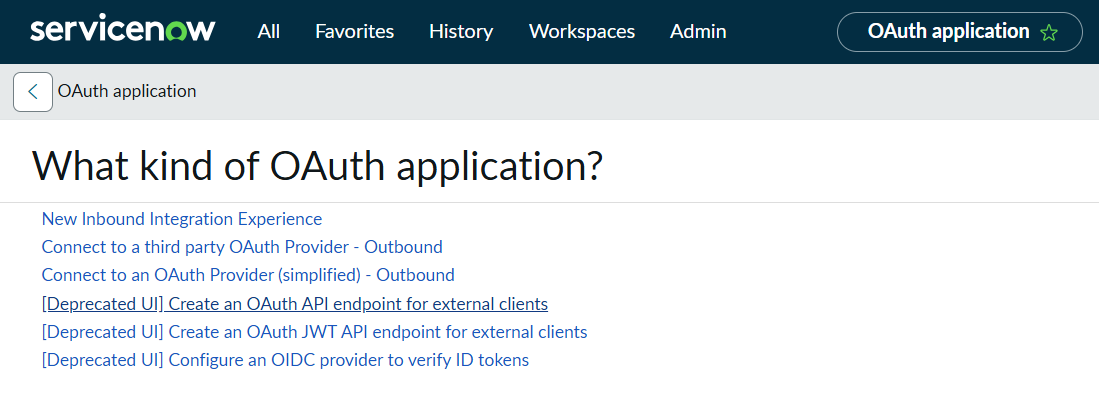 servicenow All Favorites History Workspaces Admin OAuth application
OAuth application
What kind of OAuth application?
New Inbound Integration Experience
Connect to a third party OAuth Provider - Outbound
Connect to an OAuth Provider (simplified) - Outbound
[Deprecated UI] Create an OAuth API endpoint for external clients
[Deprecated UI] Create an OAuth JWT API endpoint for external clients
[Deprecated UI] Configure an OIDC provider to verify ID tokens